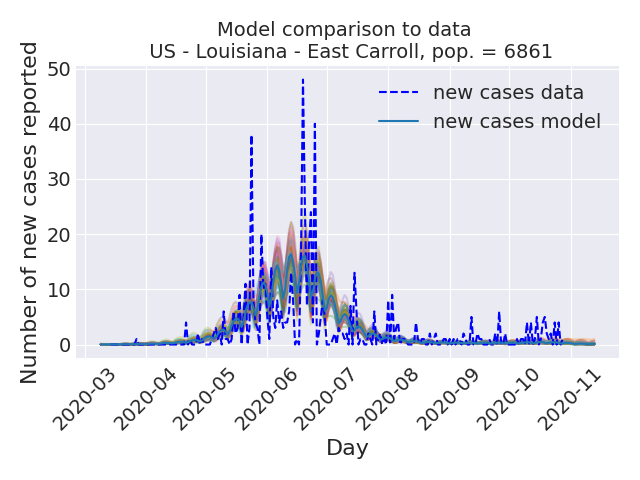 Model comparison to data
US - Louisiana - East Carroll, pop. = 6861
Number of new cases reported
50
40
30
20
10
0
new cases data
new cases model
2020-03
2020-04
2020-05
2020-06
2020-07
2020-08
2020-09
2020-10
2020-11
Day